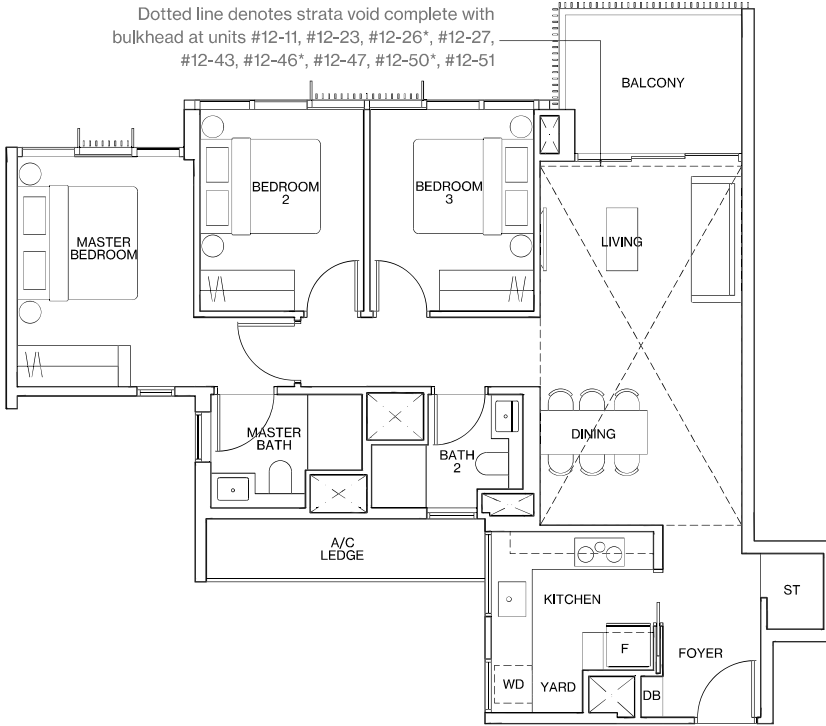 Dotted line denotes strata void complete with
bulkhead at units #12-11, #12-23, #12-26*, #12-27,
#12-43, #12-46*, #12-47, #12-50*, #12-51
BALCONY
BEDROOM
2
BEDROOM
3
MASTER
BEDROOM
LIVING
DINING
MASTER
BATH
BATH
2
A/C
LEDGE
KITCHEN
ST
F
FOYER
WD
YARD
DB